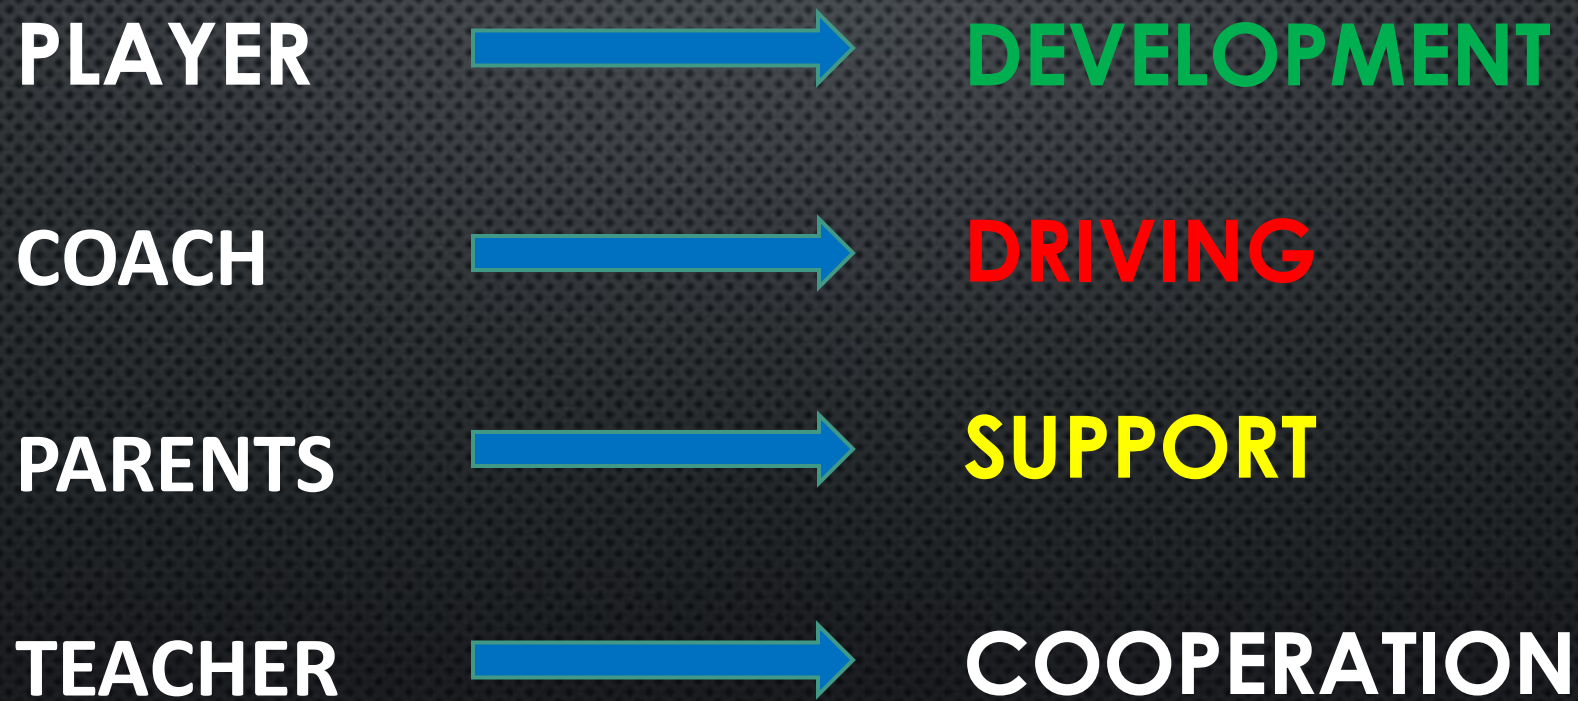 PLAYER DEVELOPMENT
COACH DRIVING
PARENTS SUPPORT
TEACHER COOPERATION